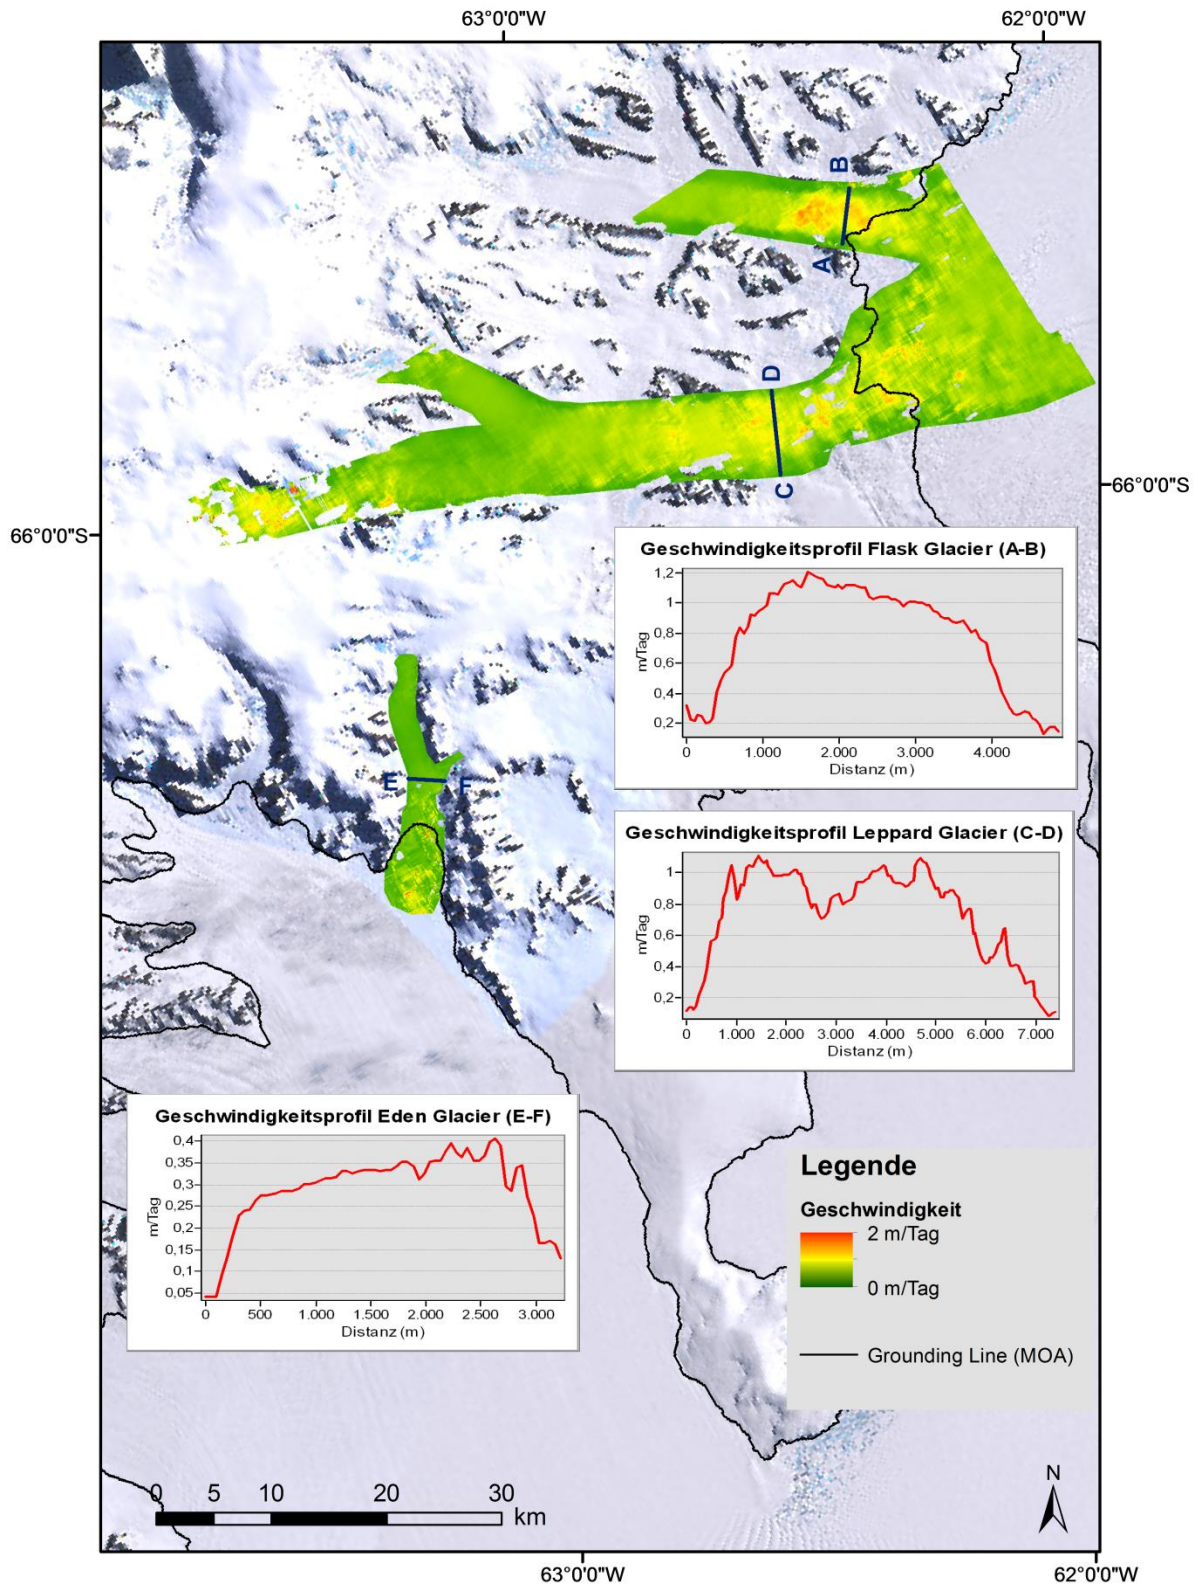 63°0'0"W
62°0'0"W
B
A
D
C
66°0'0"S
66°0'0"S
Geschwindigkeitsprofil Flask Glacier (A-B)
1,2
1
0,8
0,6
0,4
0,2
m/Tag
0 1.000 2.000 3.000 4.000
Distanz (m)
E F
Geschwindigkeitsprofil Leppard Glacier (C-D)
1
0,8
0,6
0,4
0,2
m/Tag
0 1.000 2.000 3.000 4.000 5.000 6.000 7.000
Distanz (m)
Geschwindigkeitsprofil Eden Glacier (E-F)
0,4
0,35
0,3
0,25
0,2
0,15
0,1
0,05
m/Tag
0 500 1.000 1.500 2.000 2.500 3.000
Distanz (m)
Legende
Geschwindigkeit
2 m/Tag
0 m/Tag
Grounding Line (MOA)
0 5 10 20 30
km
N
63°0'0"W
62°0'0"W